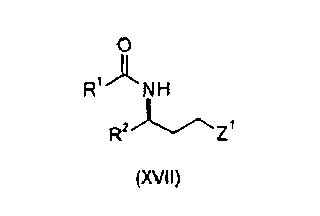 O
R¹ NH
R² Z¹
(XVII)